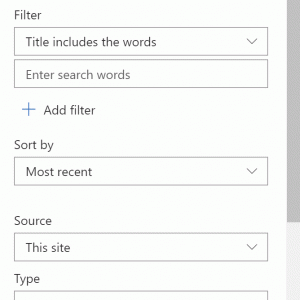 Filter
Title includes the words
Enter search words
Add filter
Sort by
Most recent
Source
This site
Type